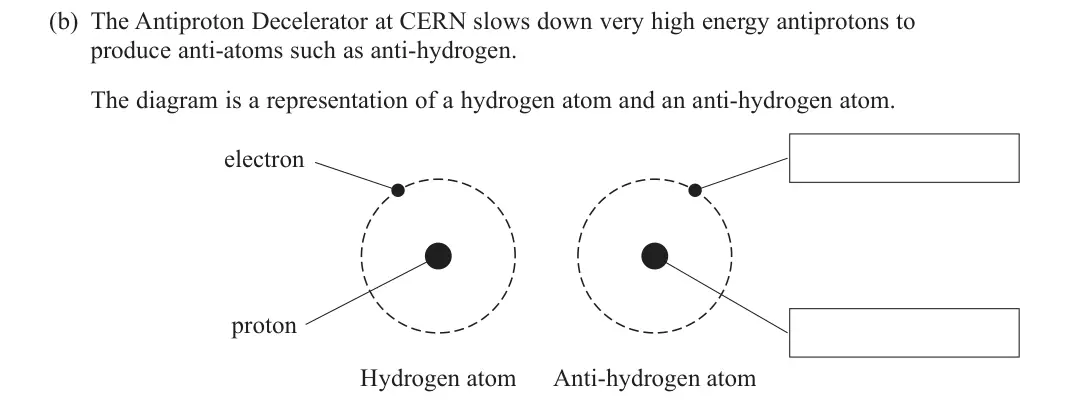 (b) The Antiproton Decelerator at CERN slows down very high energy antiprotons to
produce anti-atoms such as anti-hydrogen.
The diagram is a representation of a hydrogen atom and an anti-hydrogen atom.
electron
proton
Hydrogen atom
Anti-hydrogen atom